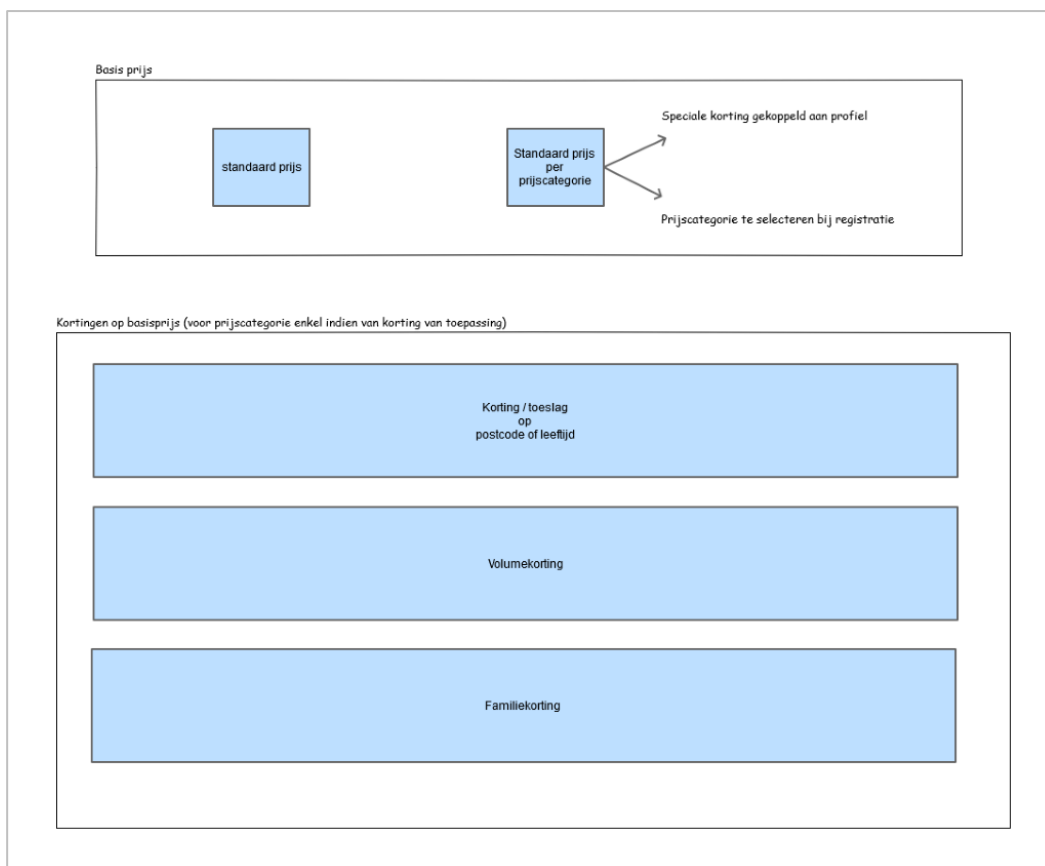 Basis prijs
standaard prijs
Standaard prijs
per
prijscategorie
Speciale korting gekoppeld aan profiel
Prijscategorie te selecteren bij registratie
Kortingen op basisprijs (voor prijscategorie enkel indien van korting van toepassing)
Korting / toeslag
op
postcode of leeftijd
Volumekorting
Familiekorting